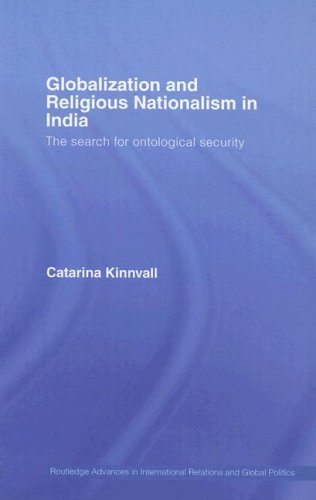 Globalization and
Religious Nationalism in
India
The search for ontological security
Catarina Kinnvall
Routledge Advances in International Relations and Global Politics